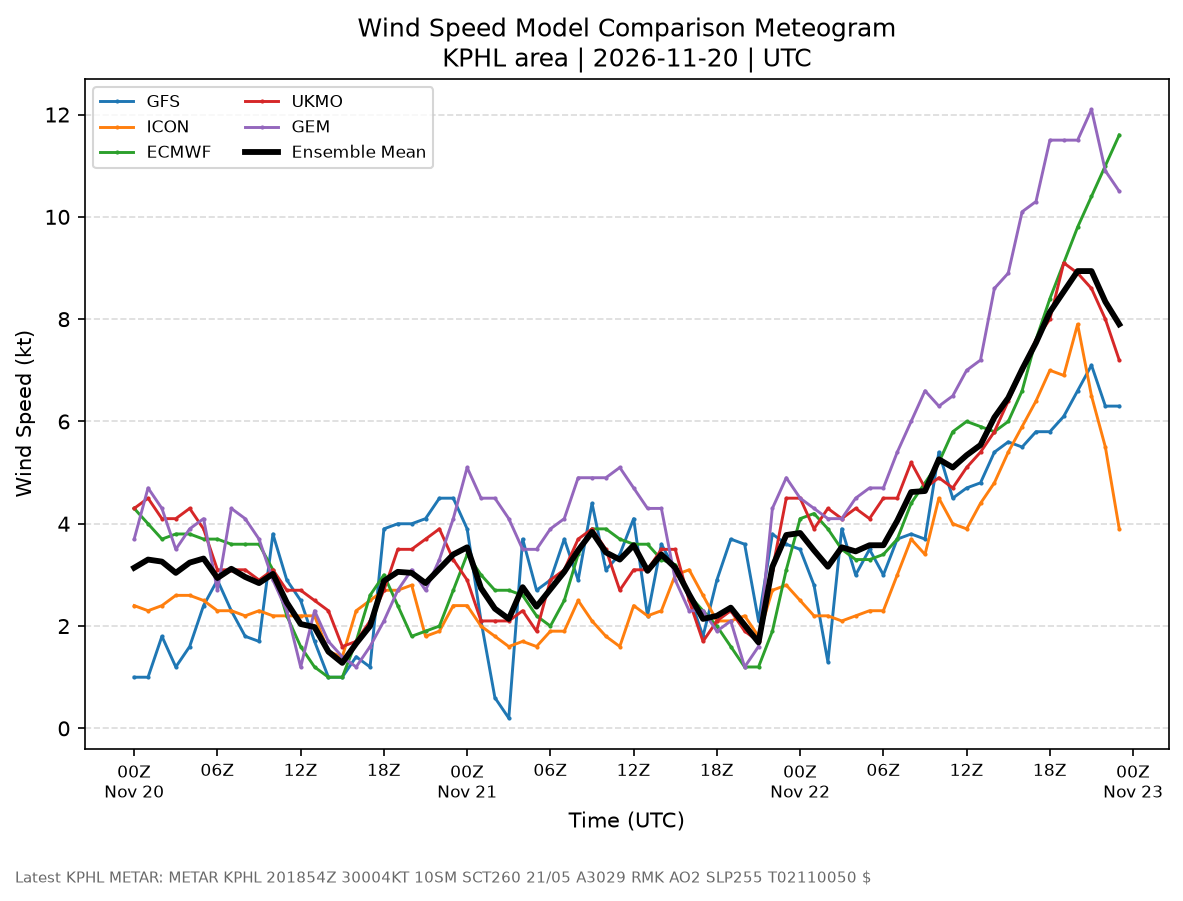 Wind Speed Model Comparison Meteogram
KPHL area | 2026-11-20 | UTC
GFS
ICON
ECMWF
UKMO
GEM
Ensemble Mean
Wind Speed (kt)
12
10
8
6
4
2
0
00Z 06Z 12Z 18Z 00Z 06Z 12Z 18Z 00Z 06Z 12Z 18Z 00Z
Nov 20 Nov 21 Nov 22 Nov 23
Time (UTC)
Latest KPHL METAR: METAR KPHL 201854Z 30004KT 10SM SCT260 21/05 A3029 RMK AO2 SLP255 T02110050 $